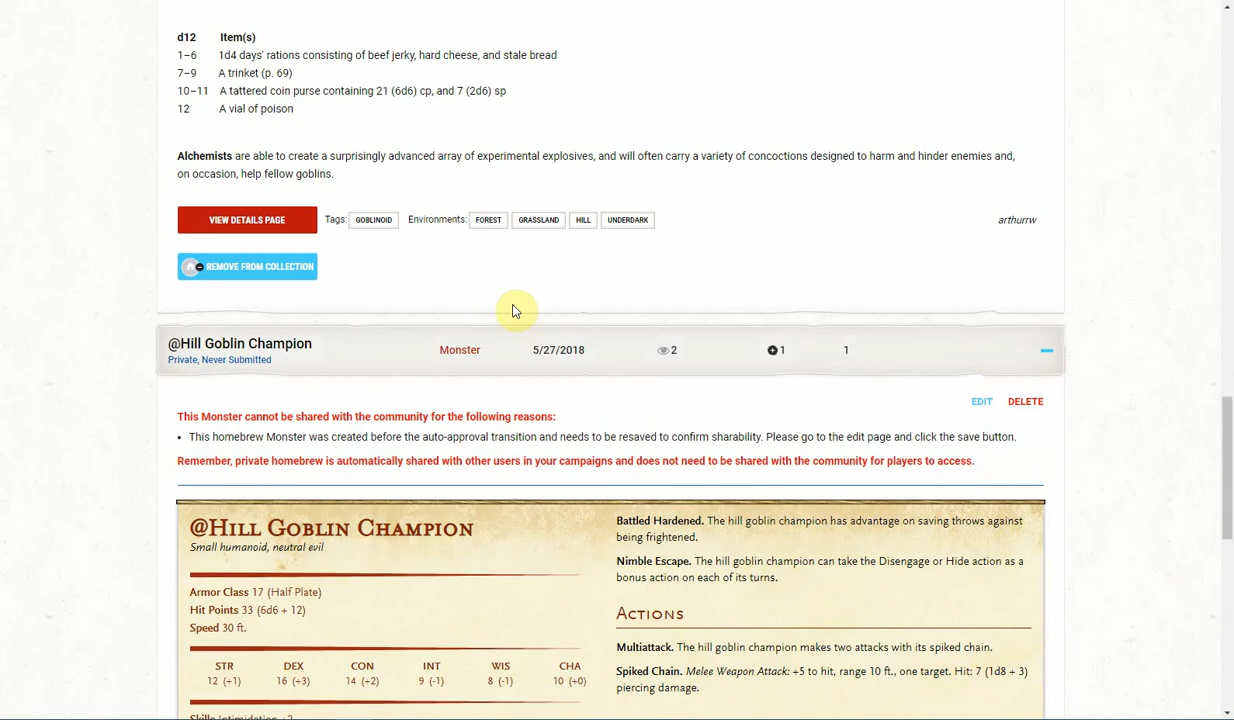 d12 Item(s)
1–6 1d4 days' rations consisting of beef jerky, hard cheese, and stale bread
7–9 A trinket (p. 69)
10–11 A tattered coin purse containing 21 (6d6) cp, and 7 (2d6) sp
12 A vial of poison
Alchemists are able to create a surprisingly advanced array of experimental explosives, and will often carry a variety of concoctions designed to harm and hinder enemies and,
on occasion, help fellow goblins.
VIEW DETAILS PAGE Tags: GOBLINOID Environments: FOREST GRASSLAND HILL UNDERDARK arthurrw
REMOVE FROM COLLECTION
@Hill Goblin Champion
Private, Never Submitted
Monster 5/27/2018 2 1 1
EDIT DELETE
This Monster cannot be shared with the community for the following reasons:
• This homebrew Monster was created before the auto-approval transition and needs to be resaved to confirm sharability. Please go to the edit page and click the save button.
Remember, private homebrew is automatically shared with other users in your campaigns and does not need to be shared with the community for players to access.
@Hill Goblin Champion
Small humanoid, neutral evil
Armor Class 17 (Half Plate)
Hit Points 33 (6d6 + 12)
Speed 30 ft.
STR DEX CON INT WIS CHA
12 (+1) 16 (+3) 14 (+2) 9 (-1) 8 (-1) 10 (+0)
Skills Intimidation +2
Battled Hardened. The hill goblin champion has advantage on saving throws against
being frightened.
Nimble Escape. The hill goblin champion can take the Disengage or Hide action as a
bonus action on each of its turns.
Actions
Multiattack. The hill goblin champion makes two attacks with its spiked chain.
Spiked Chain. Melee Weapon Attack: +5 to hit, range 10 ft., one target. Hit: 7 (1d8 + 3)
piercing damage.